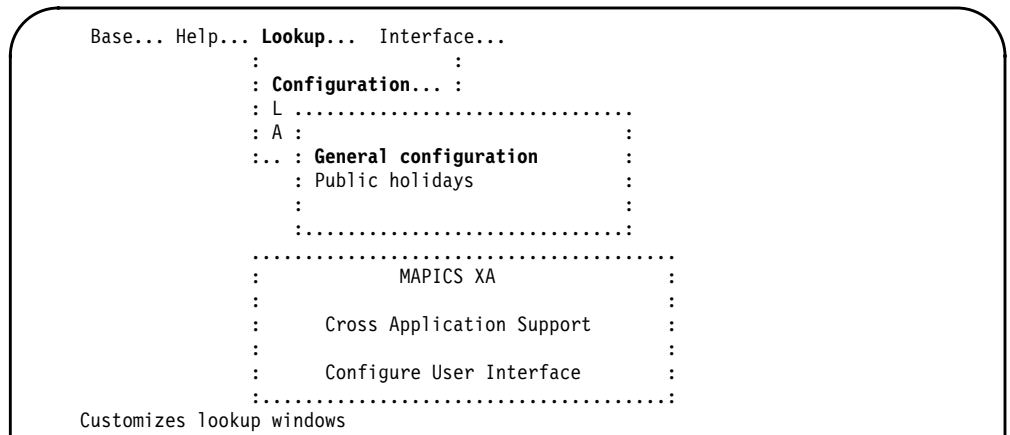 Base... Help... Lookup... Interface...
: :
: Configuration... :
: L ................................
: A : :
:.. : General configuration :
: Public holidays :
: :
:..............................:
........................................
: MAPICS XA :
: :
: Cross Application Support :
: :
: Configure User Interface :
:......................................:
Customizes lookup windows